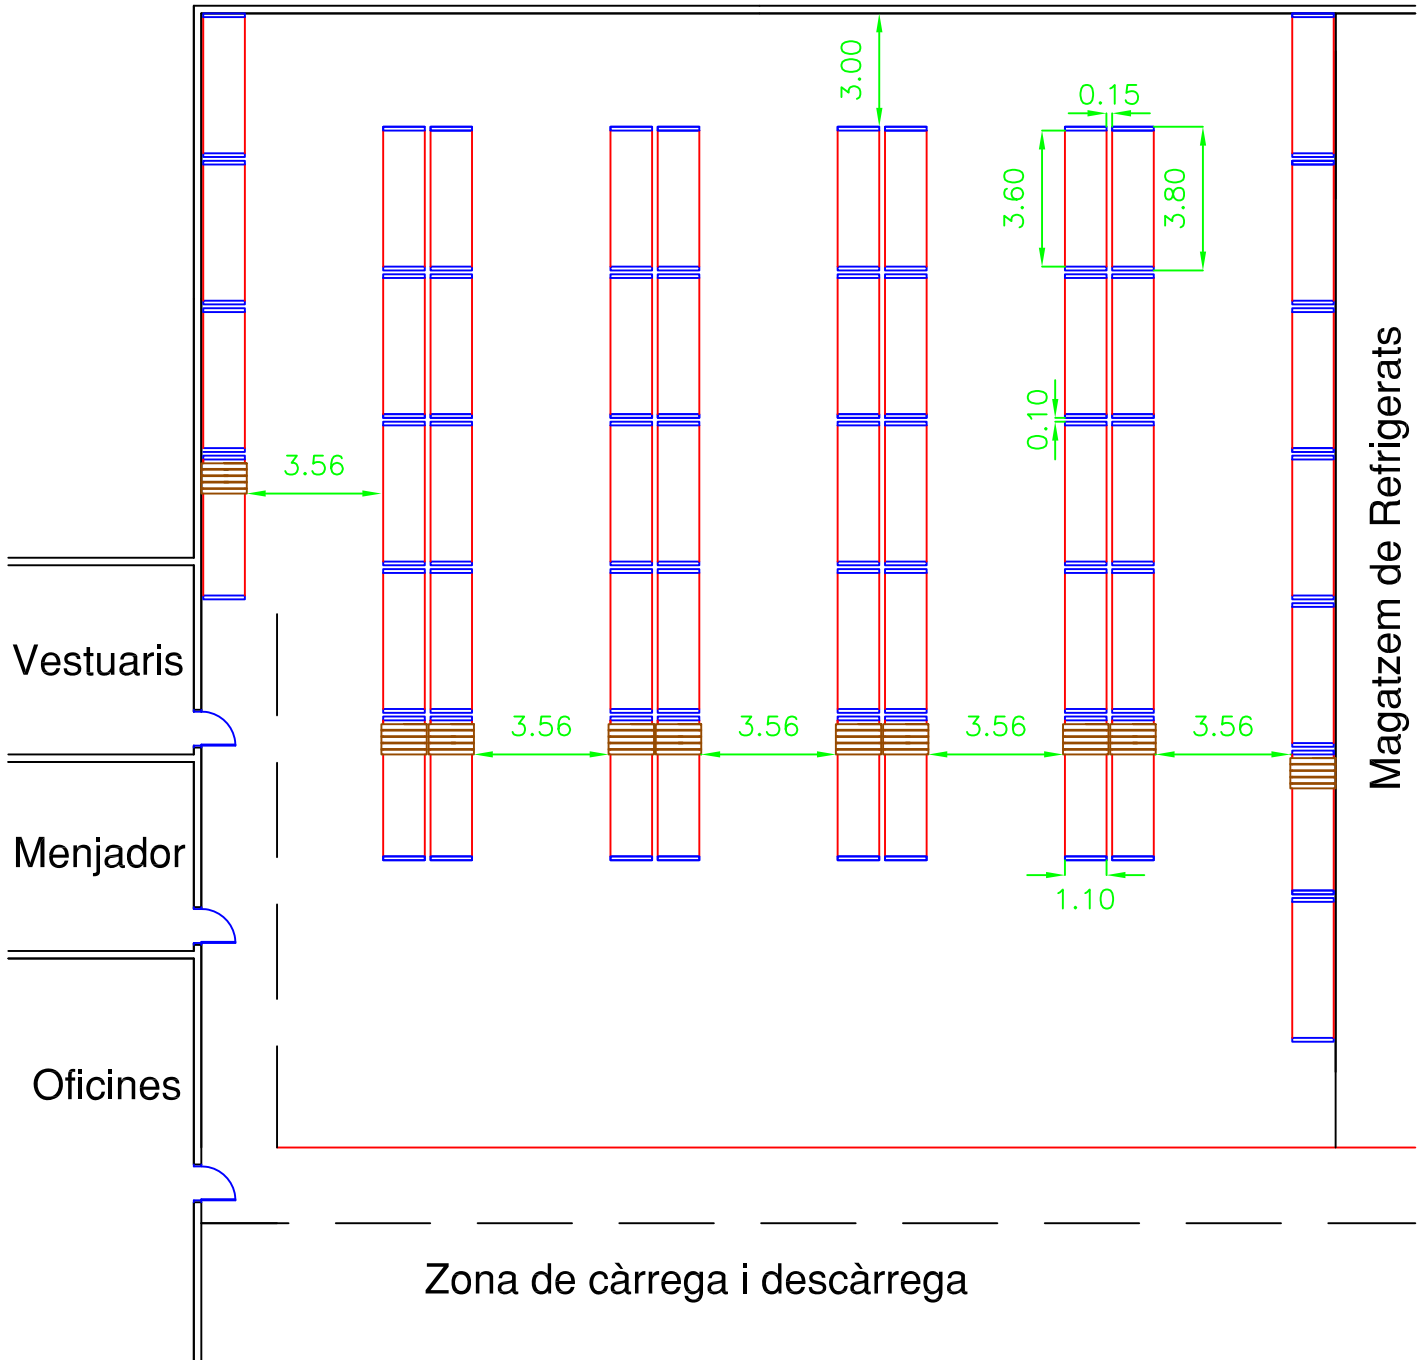 3.00
0.15
3.60
3.80
0.10
3.56
Magatzem de Refrigerats
Vestuaris
3.56
3.56
3.56
3.56
Menjador
1.10
Oficines
Zona de càrrega i descàrrega